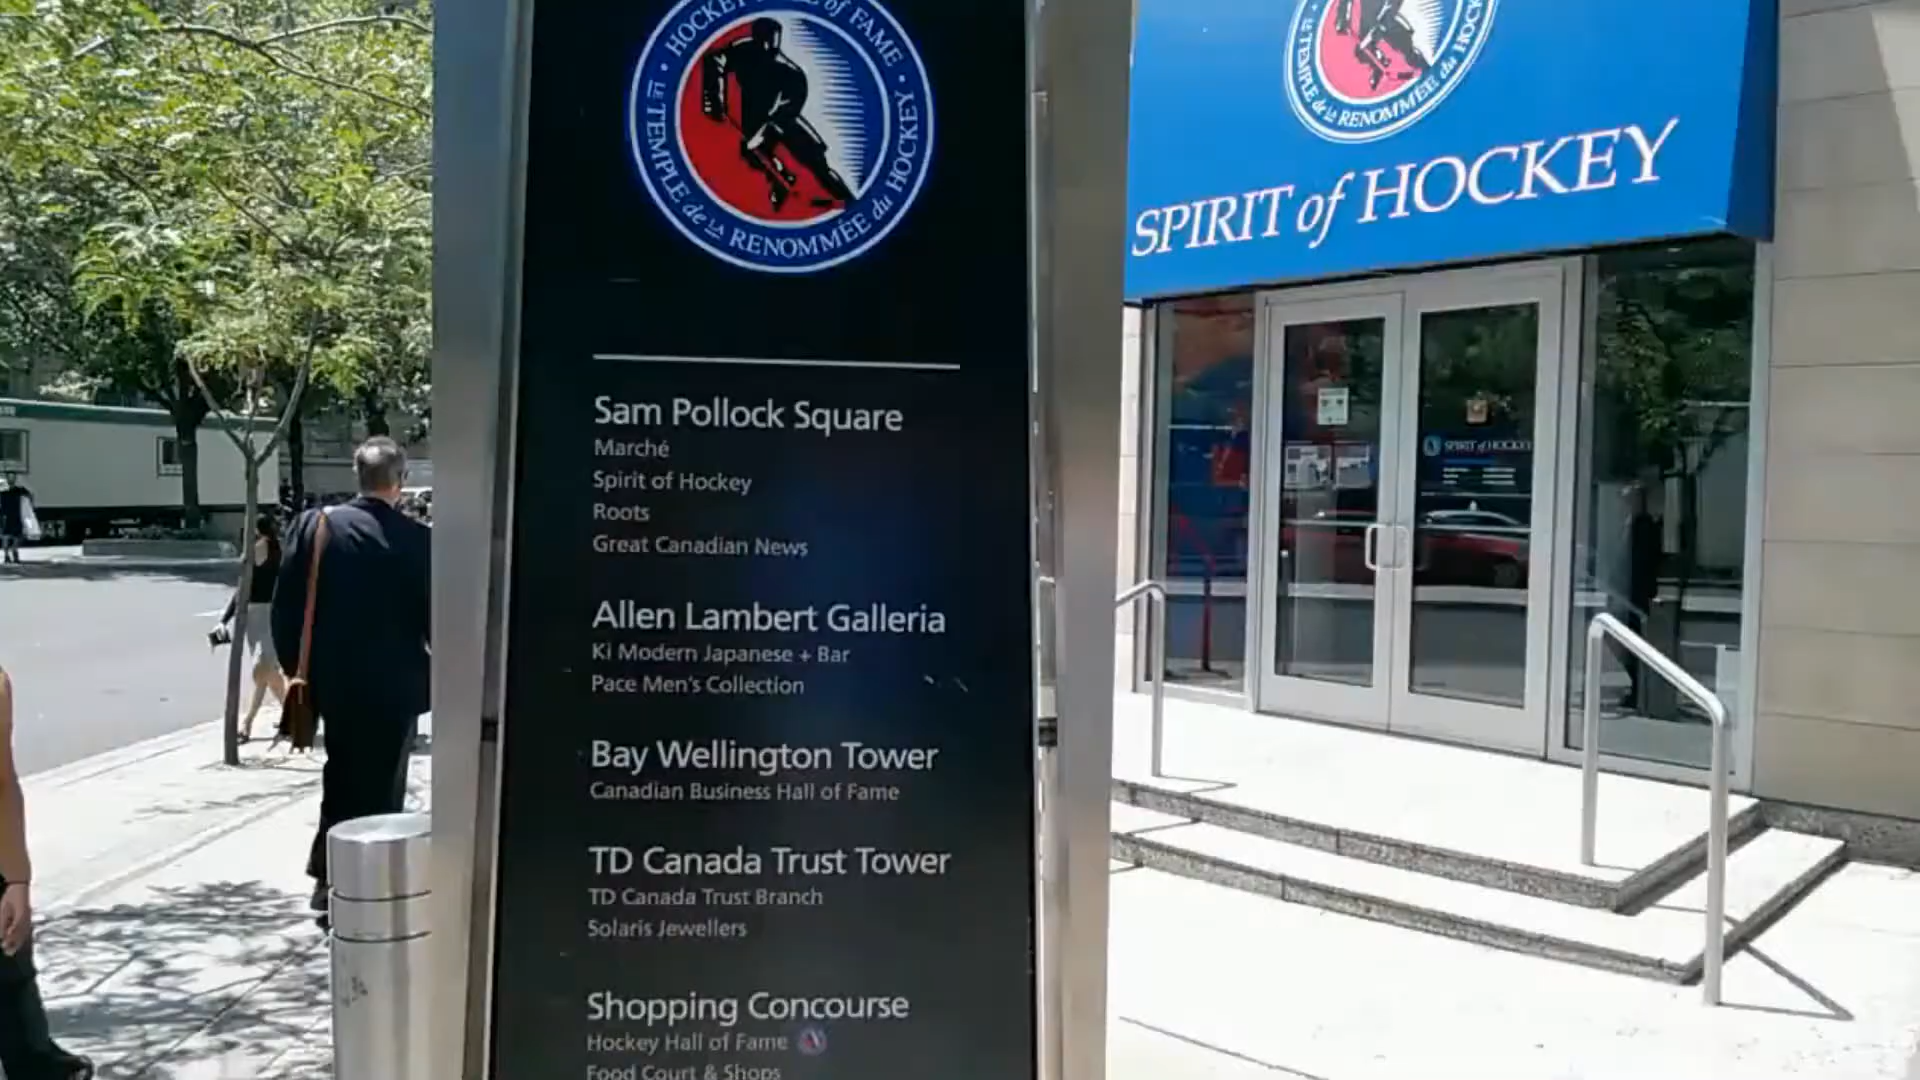 HOCKEY HALL of FAME
LE TEMPLE de LA RENOMMÉE du HOCKEY
Sam Pollock Square
Marché
Spirit of Hockey
Roots
Great Canadian News
Allen Lambert Galleria
Ki Modern Japanese + Bar
Pace Men's Collection
Bay Wellington Tower
Canadian Business Hall of Fame
TD Canada Trust Tower
TD Canada Trust Branch
Solaris Jewellers
Shopping Concourse
Hockey Hall of Fame
Food Court & Shops
LE TEMPLE de LA RENOMMÉE du HOCK
SPIRIT of HOCKEY
SPIRIT of HOCKEY